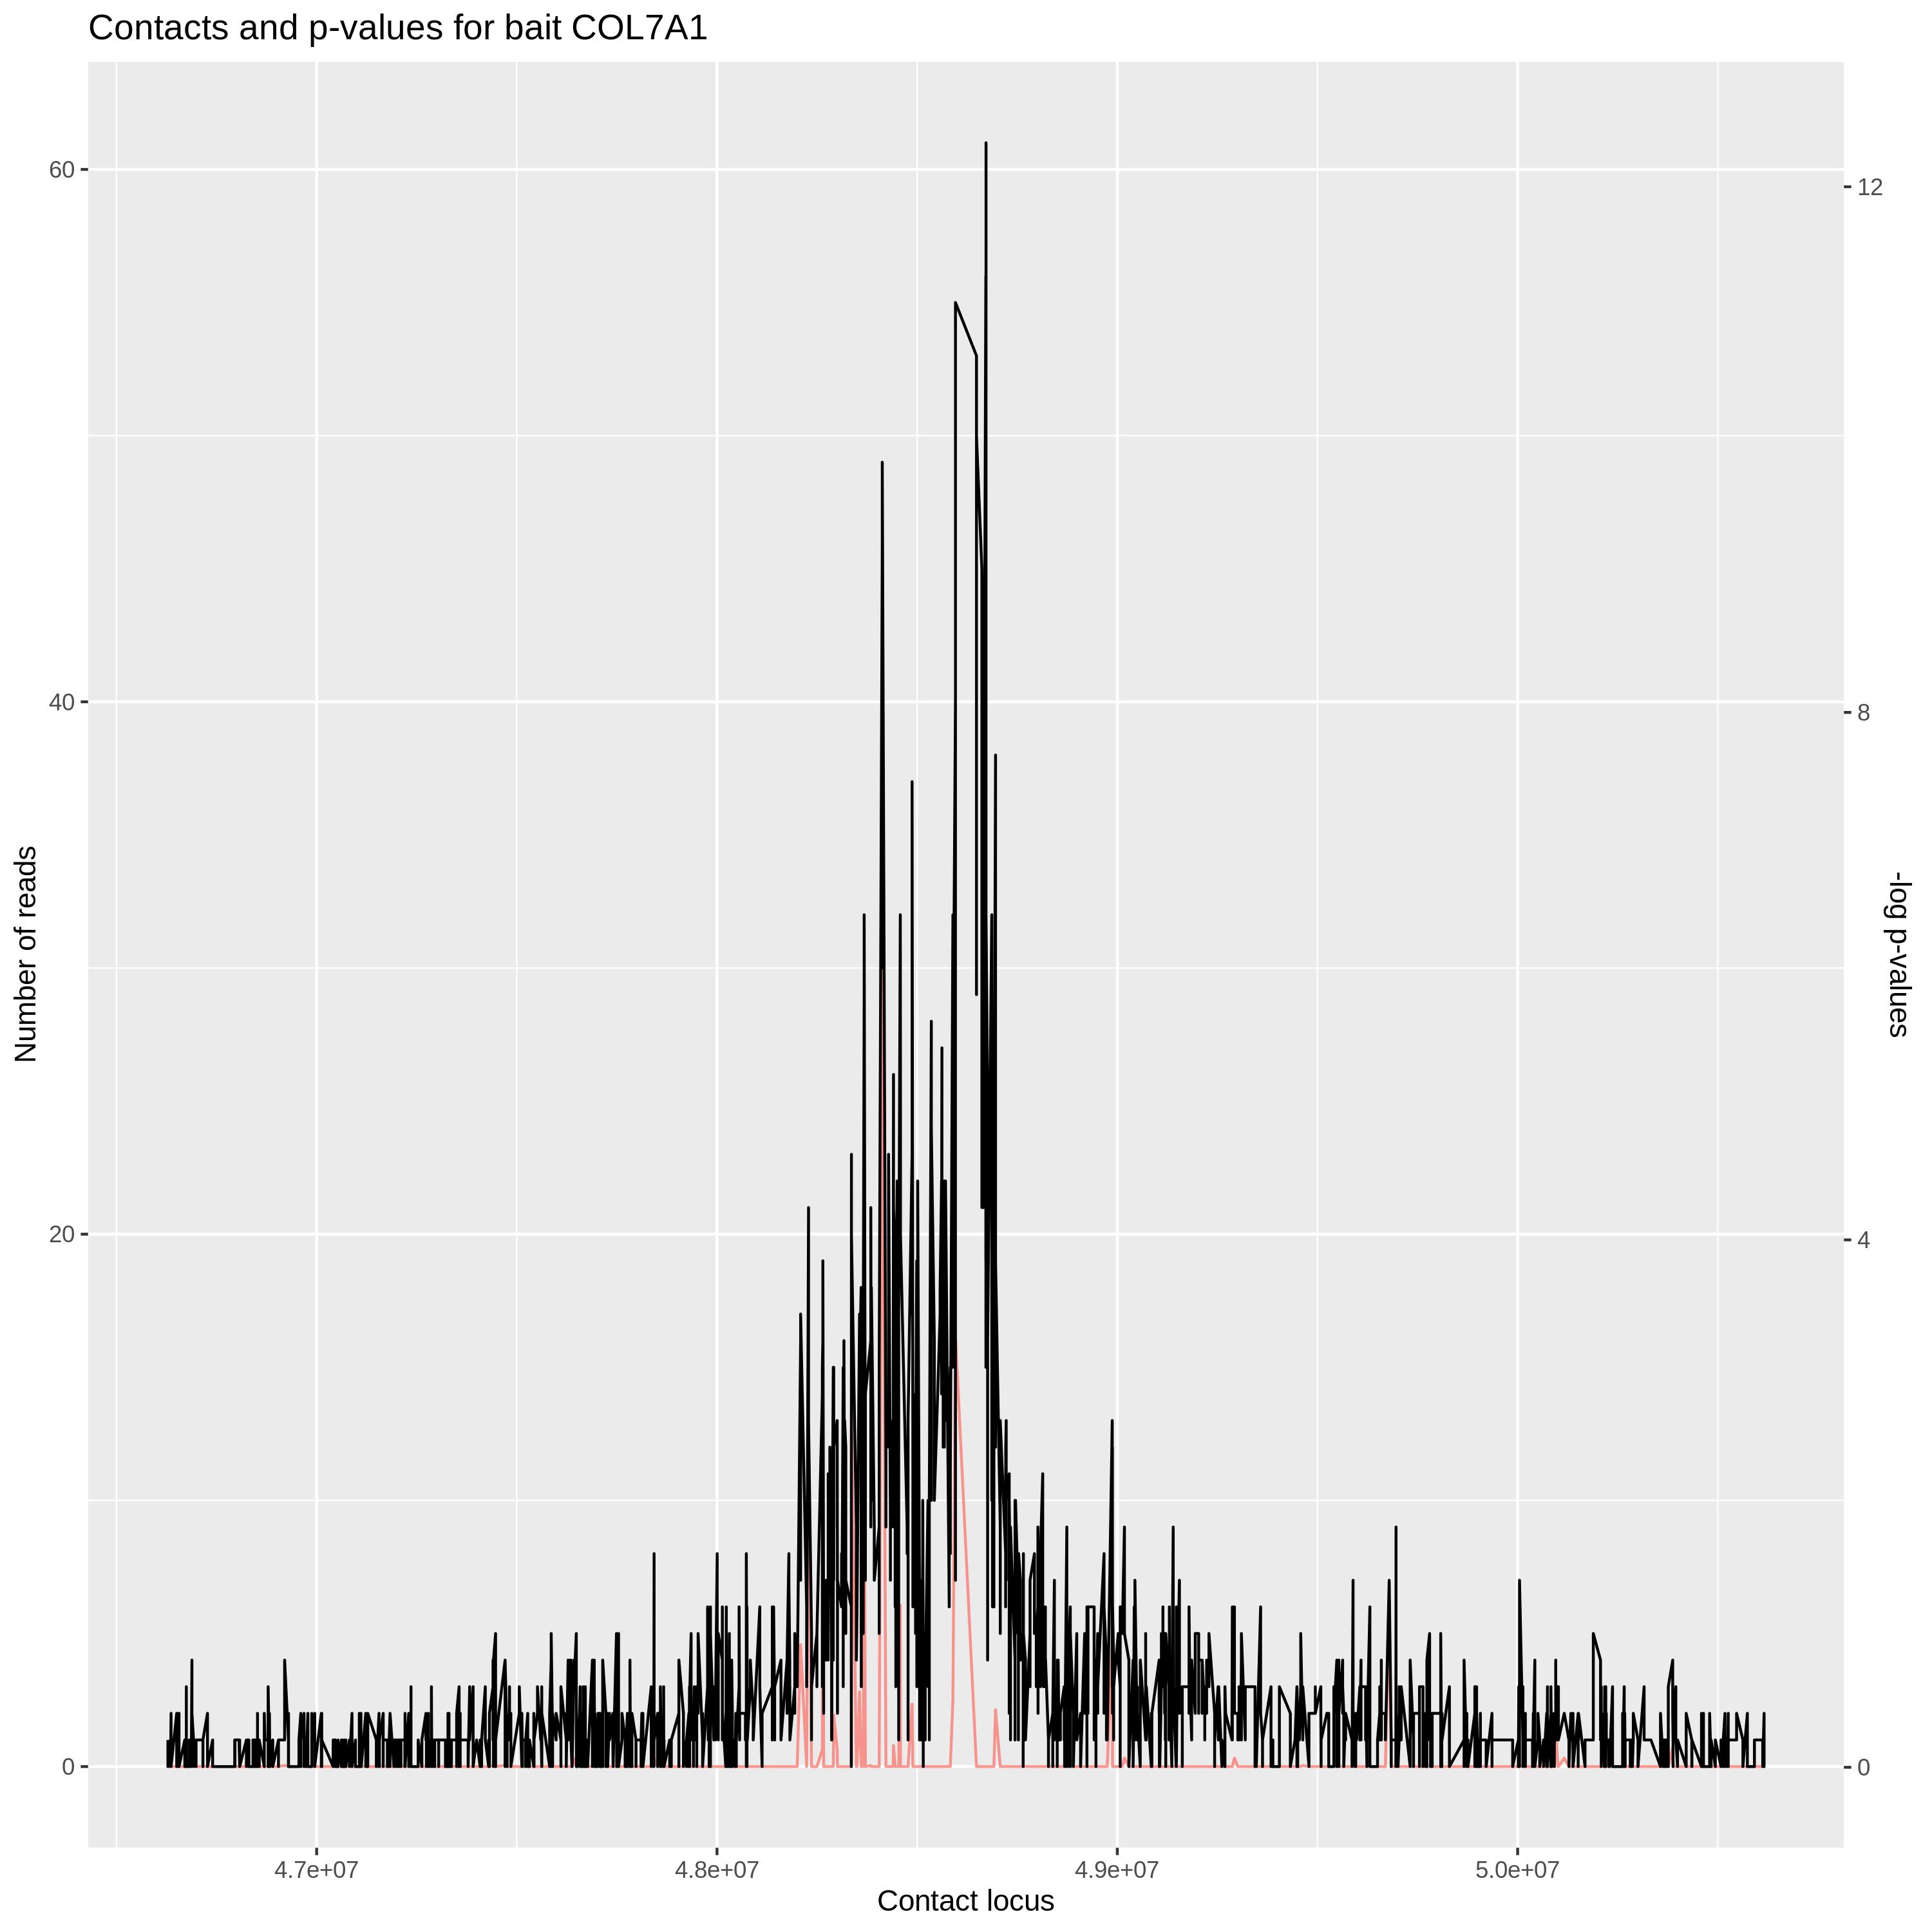 Contacts and p-values for bait COL7A1
60
40
20
0
12
8
4
0
Number of reads
-log p-values
4.7e+07
4.8e+07
4.9e+07
5.0e+07
Contact locus